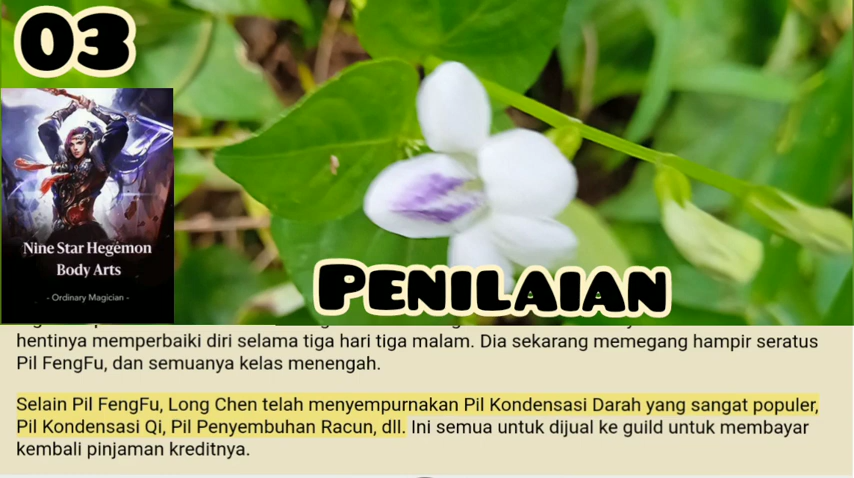 03
Nine Star Hegemon
Body Arts
- Ordinary Magician -
PENILAIAN
hentinya memperbaiki diri selama tiga hari tiga malam. Dia sekarang memegang hampir seratus
Pil FengFu, dan semuanya kelas menengah.
Selain Pil FengFu, Long Chen telah menyempurnakan Pil Kondensasi Darah yang sangat populer,
Pil Kondensasi Qi, Pil Penyembuhan Racun, dll. Ini semua untuk dijual ke guild untuk membayar
kembali pinjaman kreditnya.